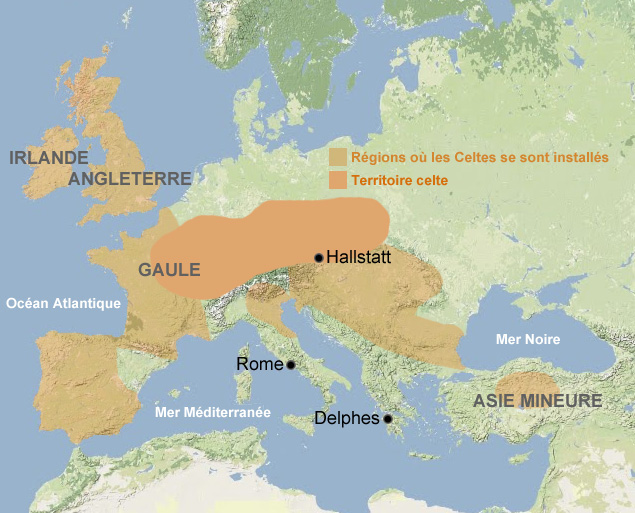 IRLANDE
ANGLETERRE
Régions où les Celtes se sont installés
Territoire celte
GAULE
Hallstatt
Océan Atlantique
Mer Noire
Rome
ASIE MINEURE
Mer Méditerranée
Delphes